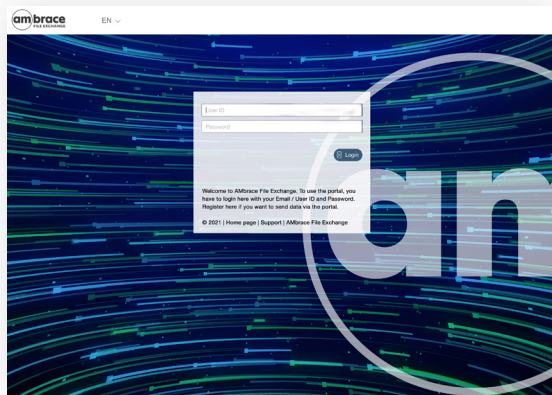 ambrace
FILE EXCHANGE
EN
User ID
Password
Login
Welcome to AMbrace File Exchange. To use the portal, you
have to login here with your Email / User ID and Password.
Register here if you want to send data via the portal.
© 2021 | Home page | Support | AMbrace File Exchange
am